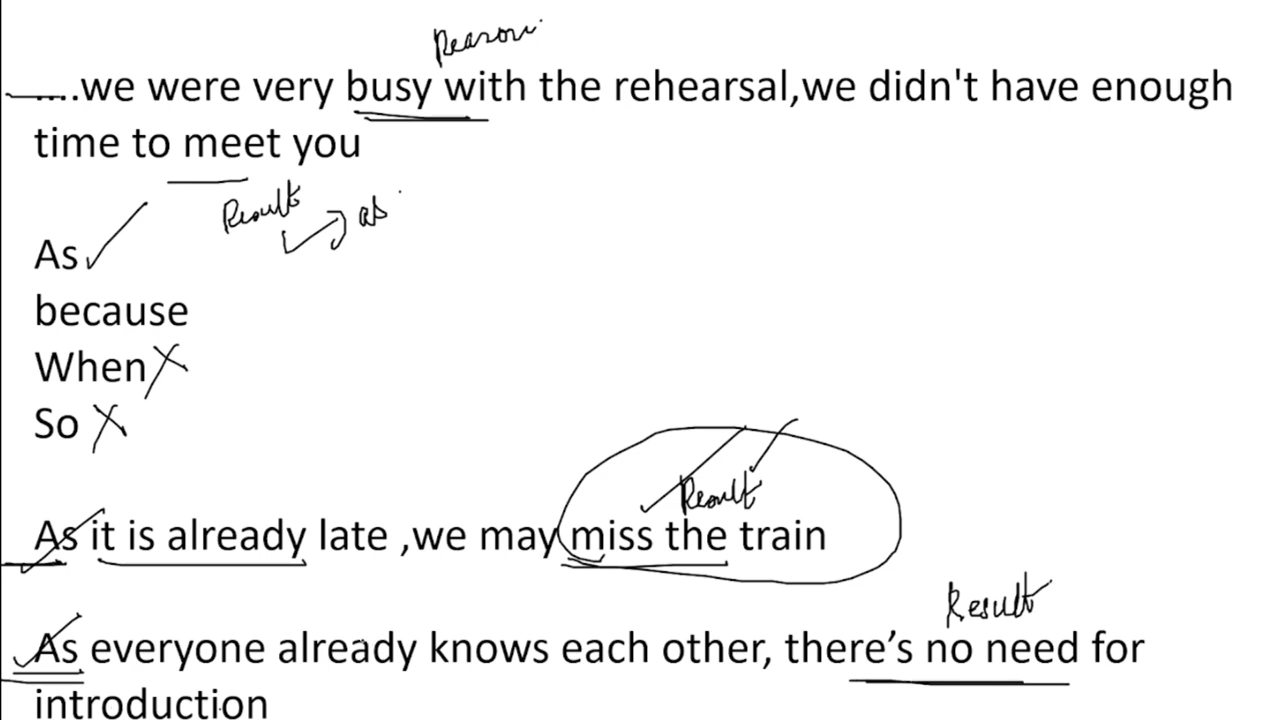 Reason
....we were very busy with the rehearsal,we didn't have enough
time to meet you
Result as
As
because
When
So
Result
As it is already late ,we may miss the train
Result
As everyone already knows each other, there’s no need for
introduction